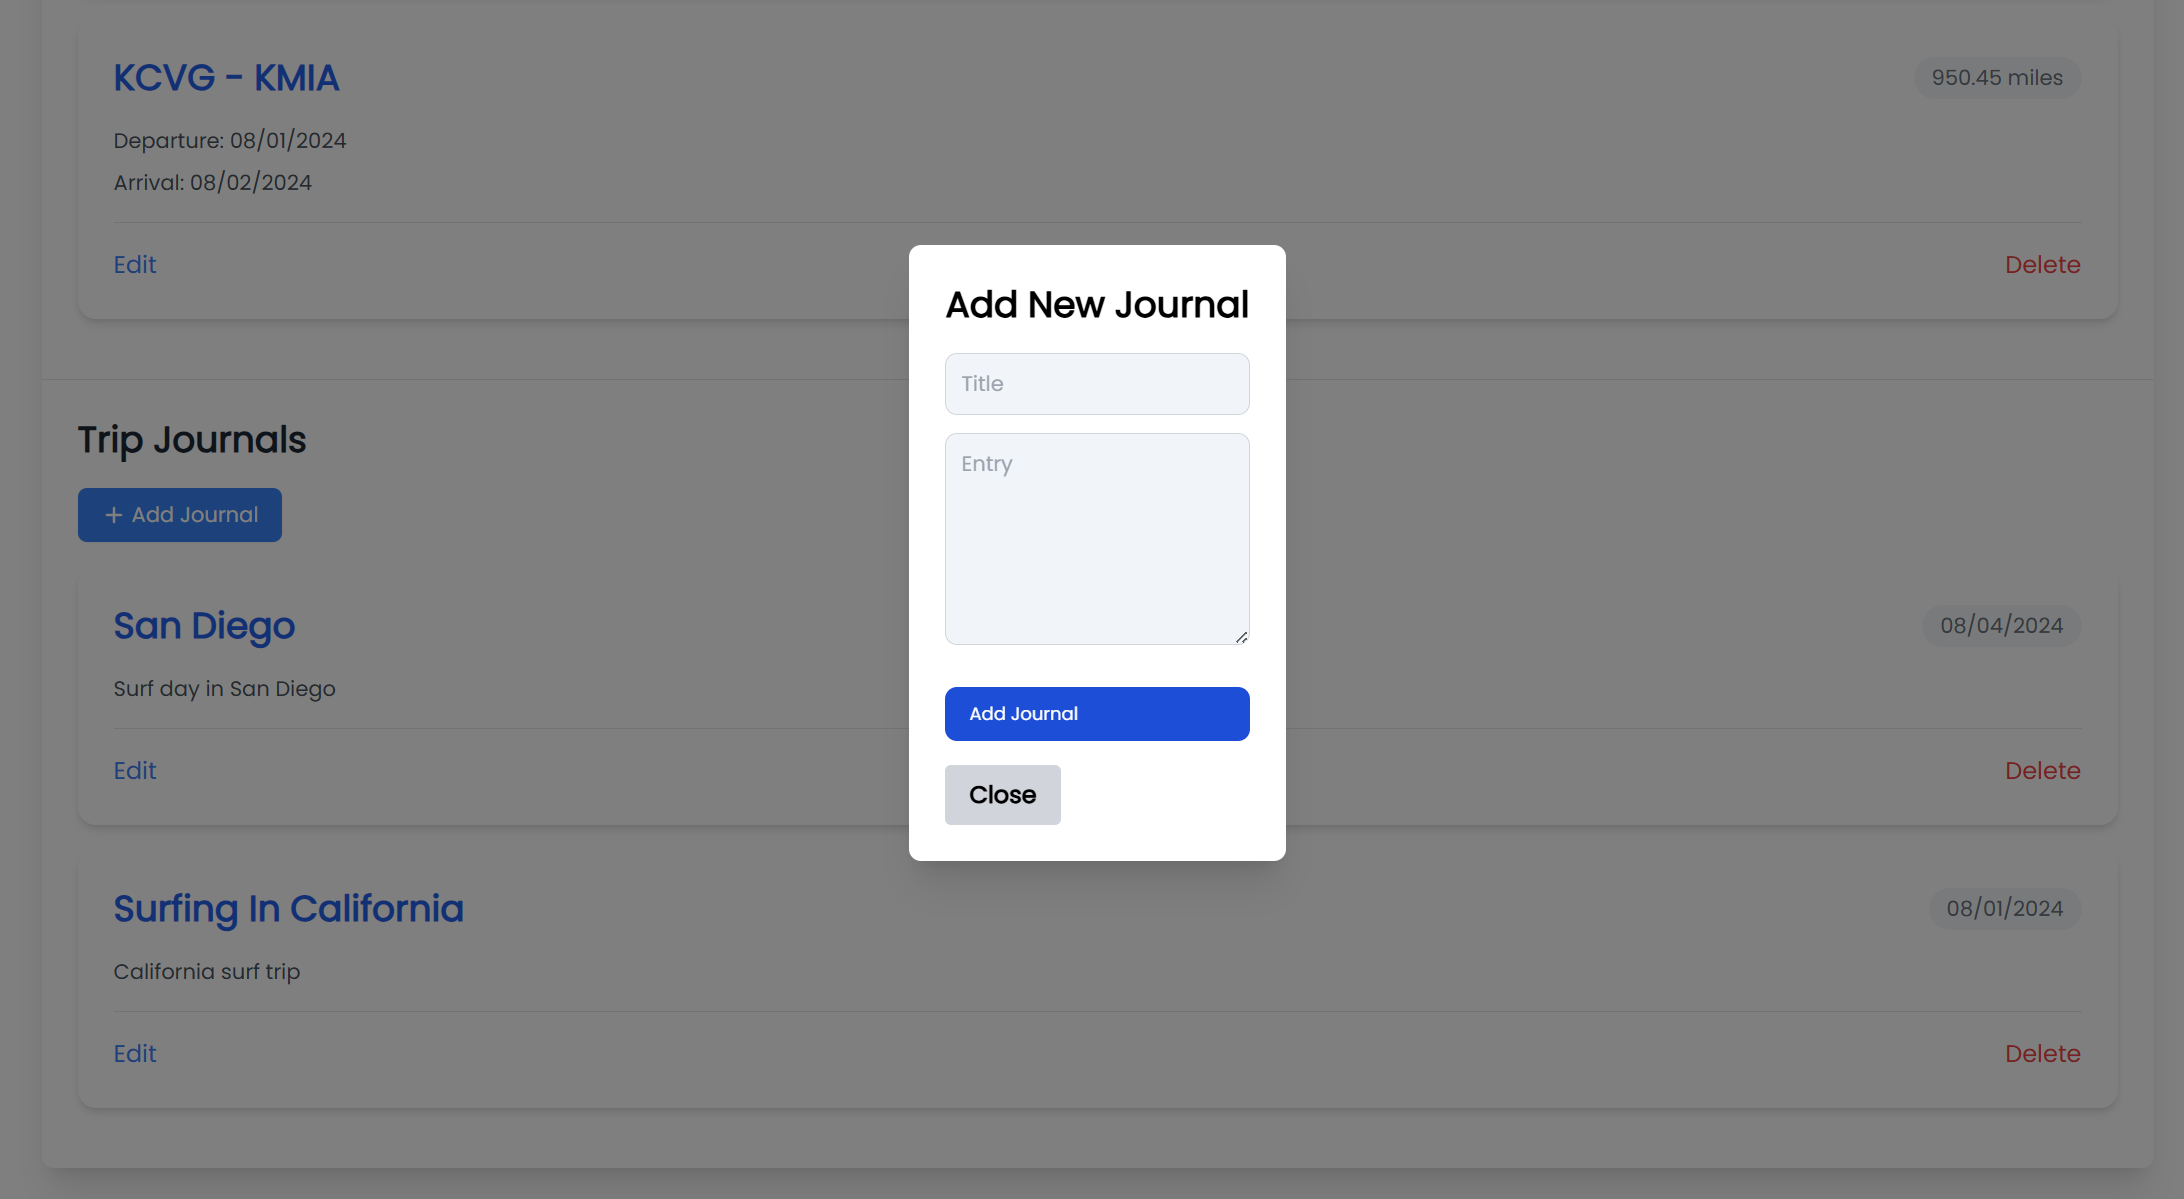 KCVG - KMIA
950.45 miles
Departure: 08/01/2024
Arrival: 08/02/2024
Edit
Delete
Add New Journal
Title
Entry
Add Journal
Close
Trip Journals
+ Add Journal
San Diego
08/04/2024
Surf day in San Diego
Edit
Delete
Surfing In California
08/01/2024
California surf trip
Edit
Delete